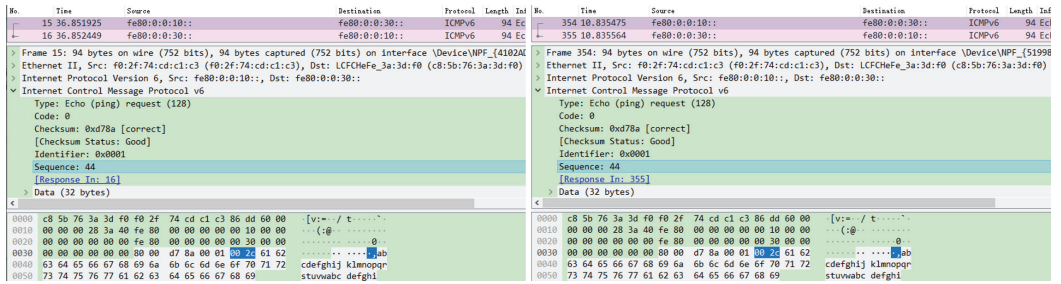 No. Time Source Destination Protocol Length Inf
15 36.851925 fe80:0:0:10:: fe80:0:0:30:: ICMPv6 94 Ec
16 36.852449 fe80:0:0:30:: fe80:0:0:10:: ICMPv6 94 Ec
Frame 15: 94 bytes on wire (752 bits), 94 bytes captured (752 bits) on interface \Device\NPF_{4102AD
Ethernet II, Src: f0:2f:74:cd:c1:c3 (f0:2f:74:cd:c1:c3), Dst: LCFCHeFe_3a:3d:f0 (c8:5b:76:3a:3d:f0)
Internet Protocol Version 6, Src: fe80:0:0:10::, Dst: fe80:0:0:30::
Internet Control Message Protocol v6
Type: Echo (ping) request (128)
Code: 0
Checksum: 0xd78a [correct]
[Checksum Status: Good]
Identifier: 0x0001
Sequence: 44
[Response In: 16]
Data (32 bytes)
0000 c8 5b 76 3a 3d f0 f0 2f 74 cd c1 c3 86 dd 60 00 ·[v:=··/ t·····`·
0010 00 00 00 28 3a 40 fe 80 00 00 00 00 00 10 00 00 ···(:@·· ········
0020 00 00 00 00 00 00 fe 80 00 00 00 00 00 30 00 00 ········ ·····0··
0030 00 00 00 00 00 00 80 00 d7 8a 00 01 00 2c 61 62 ········ ·····,ab
0040 63 64 65 66 67 68 69 6a 6b 6c 6d 6e 6f 70 71 72 cdefghij klmnopqr
0050 73 74 75 76 77 61 62 63 64 65 66 67 68 69 stuvwabc defghi
No. Time Source Destination Protocol Length Inf
354 10.835475 fe80:0:0:10:: fe80:0:0:30:: ICMPv6 94 Ec
355 10.835564 fe80:0:0:30:: fe80:0:0:10:: ICMPv6 94 Ec
Frame 354: 94 bytes on wire (752 bits), 94 bytes captured (752 bits) on interface \Device\NPF_{51998
Ethernet II, Src: f0:2f:74:cd:c1:c3 (f0:2f:74:cd:c1:c3), Dst: LCFCHeFe_3a:3d:f0 (c8:5b:76:3a:3d:f0)
Internet Protocol Version 6, Src: fe80:0:0:10::, Dst: fe80:0:0:30::
Internet Control Message Protocol v6
Type: Echo (ping) request (128)
Code: 0
Checksum: 0xd78a [correct]
[Checksum Status: Good]
Identifier: 0x0001
Sequence: 44
[Response In: 355]
Data (32 bytes)
0000 c8 5b 76 3a 3d f0 f0 2f 74 cd c1 c3 86 dd 60 00 ·[v:=··/ t·····`·
0010 00 00 00 28 3a 40 fe 80 00 00 00 00 00 10 00 00 ···(:@·· ········
0020 00 00 00 00 00 00 fe 80 00 00 00 00 00 30 00 00 ········ ·····0··
0030 00 00 00 00 00 00 80 00 d7 8a 00 01 00 2c 61 62 ········ ·····,ab
0040 63 64 65 66 67 68 69 6a 6b 6c 6d 6e 6f 70 71 72 cdefghij klmnopqr
0050 73 74 75 76 77 61 62 63 64 65 66 67 68 69 stuvwabc defghi